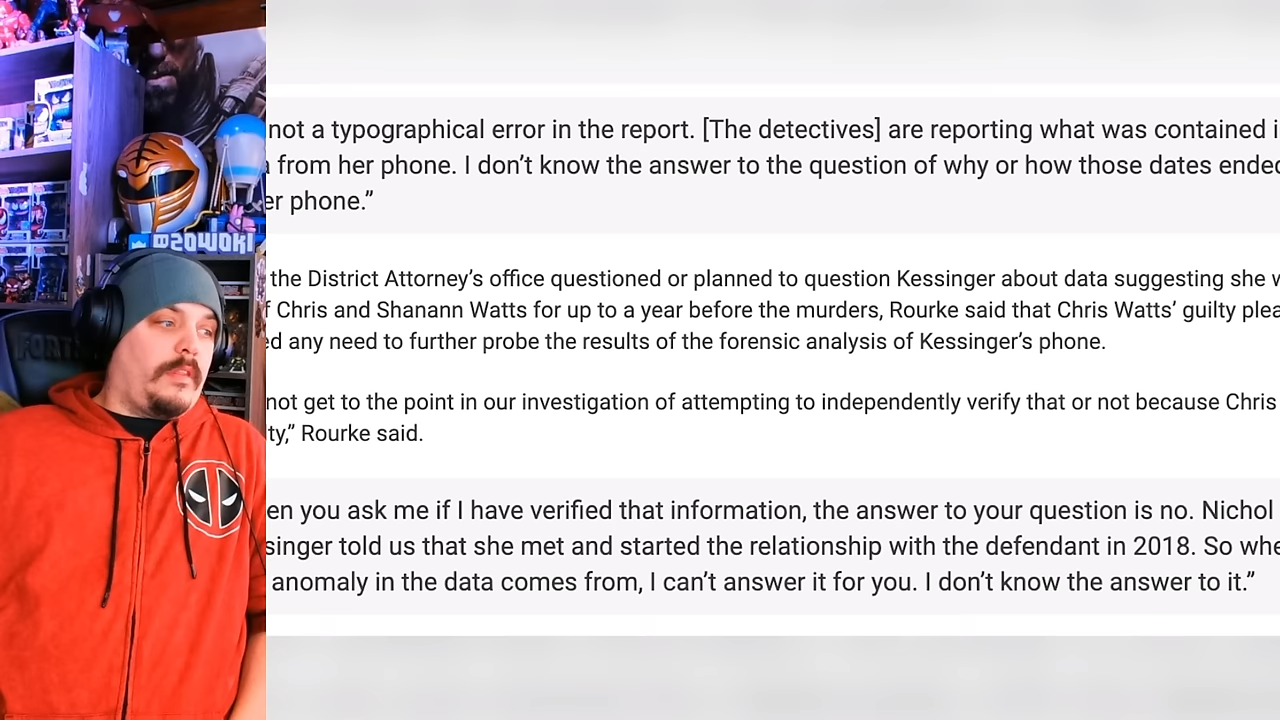 not a typographical error in the report. [The detectives] are reporting what was contained i
from her phone. I don’t know the answer to the question of why or how those dates ended
er phone.”
the District Attorney’s office questioned or planned to question Kessinger about data suggesting she w
f Chris and Shanann Watts for up to a year before the murders, Rourke said that Chris Watts’ guilty plea
ed any need to further probe the results of the forensic analysis of Kessinger’s phone.
not get to the point in our investigation of attempting to independently verify that or not because Chris
ty,” Rourke said.
en you ask me if I have verified that information, the answer to your question is no. Nichol
singer told us that she met and started the relationship with the defendant in 2018. So whe
anomaly in the data comes from, I can’t answer it for you. I don’t know the answer to it.”